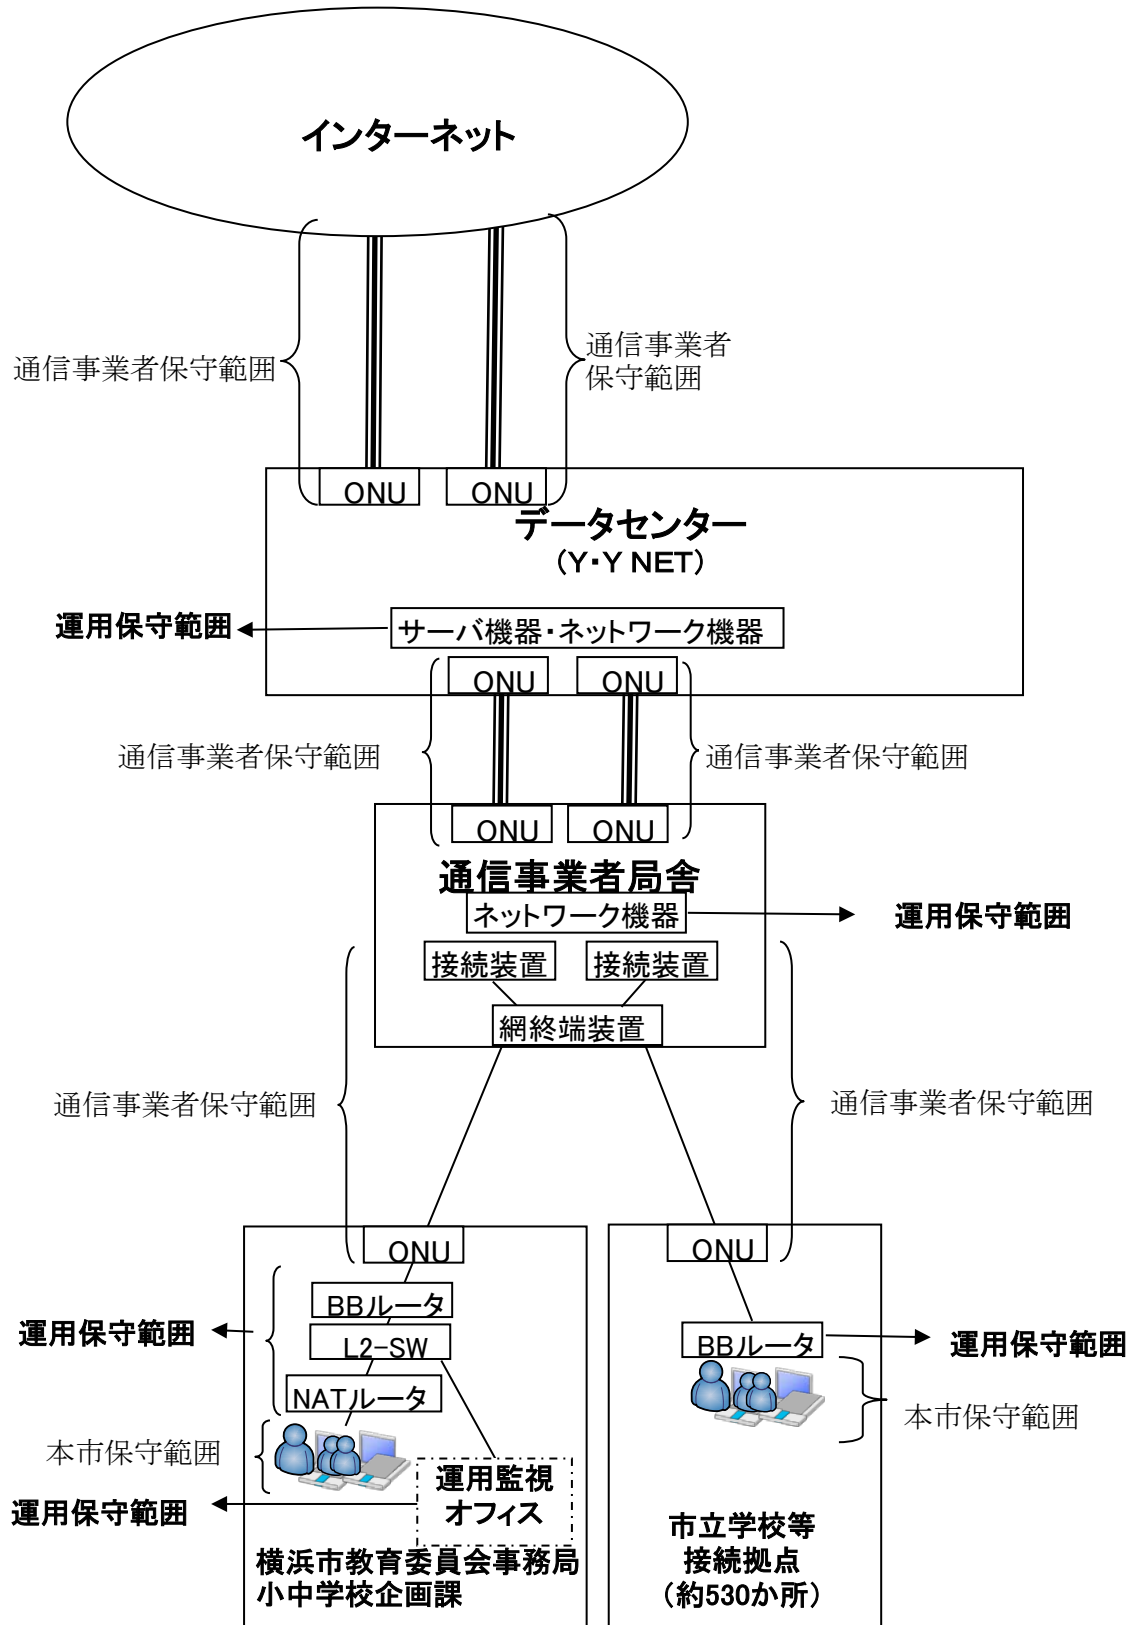 インターネット
通信事業者保守範囲
通信事業者
保守範囲
ONU
ONU
データセンター
(Y・Y NET)
運用保守範囲
サーバ機器・ネットワーク機器
ONU
ONU
通信事業者保守範囲
通信事業者保守範囲
ONU
ONU
通信事業者局舎
ネットワーク機器
運用保守範囲
接続装置
接続装置
網終端装置
通信事業者保守範囲
通信事業者保守範囲
ONU
ONU
BBルータ
運用保守範囲
L2-SW
BBルータ
運用保守範囲
NATルータ
本市保守範囲
本市保守範囲
運用監視
オフィス
運用保守範囲
横浜市教育委員会事務局
小中学校企画課
市立学校等
接続拠点
(約530か所)